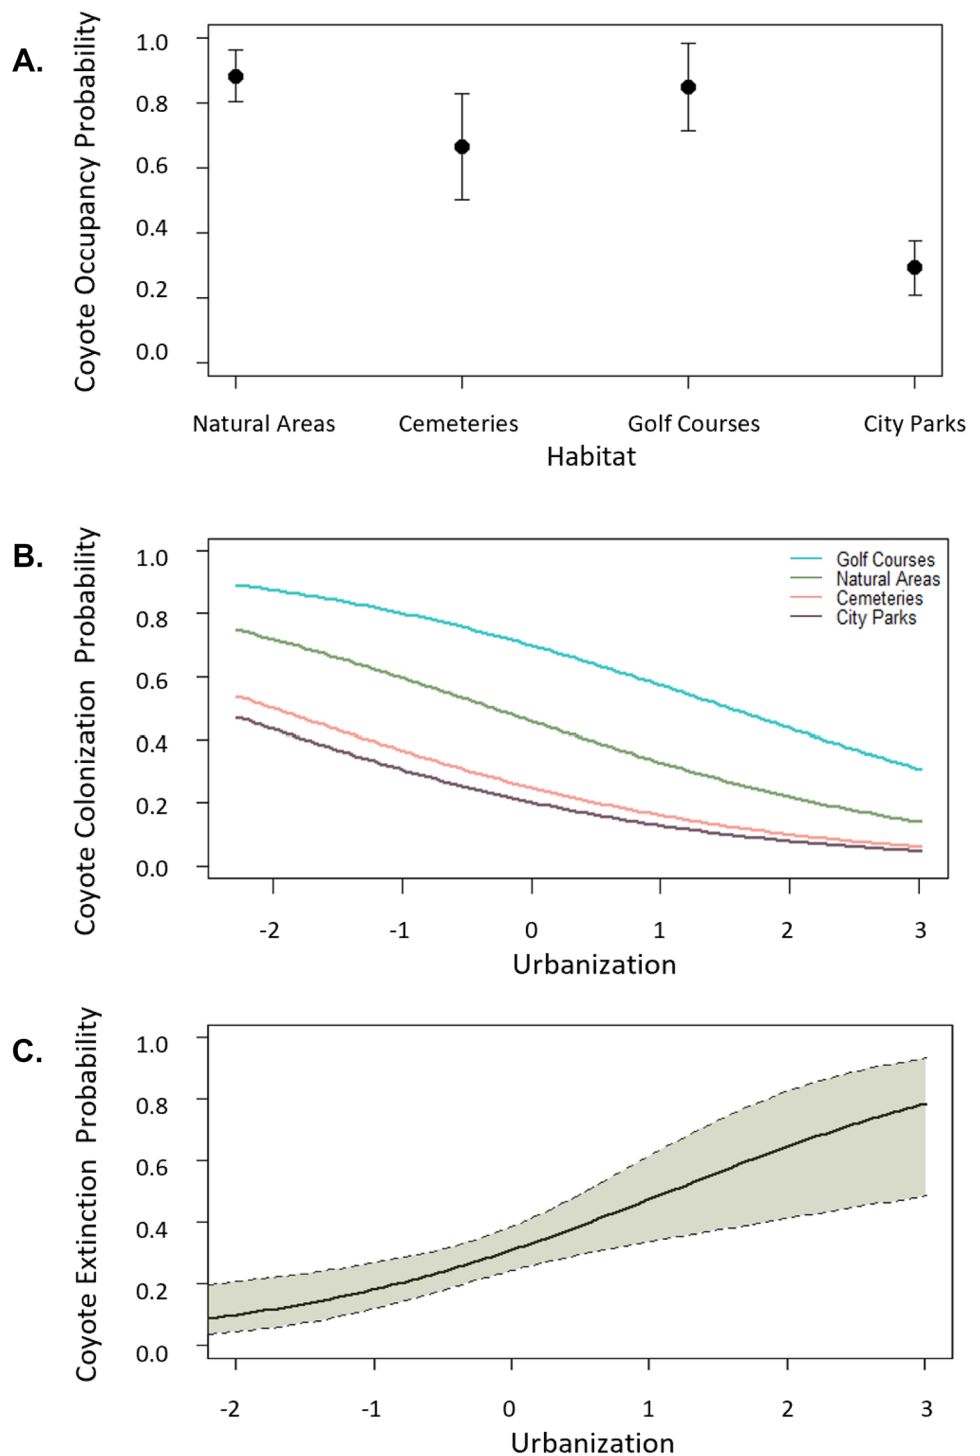 A.
Coyote Occupancy Probability
1.0
0.8
0.6
0.4
0.2
0.0
Natural Areas Cemeteries Golf Courses City Parks
Habitat
B.
Coyote Colonization Probability
1.0
0.8
0.6
0.4
0.2
0.0
Golf Courses
Natural Areas
Cemeteries
City Parks
-2 -1 0 1 2 3
Urbanization
C.
Coyote Extinction Probability
1.0
0.8
0.6
0.4
0.2
0.0
-2 -1 0 1 2 3
Urbanization